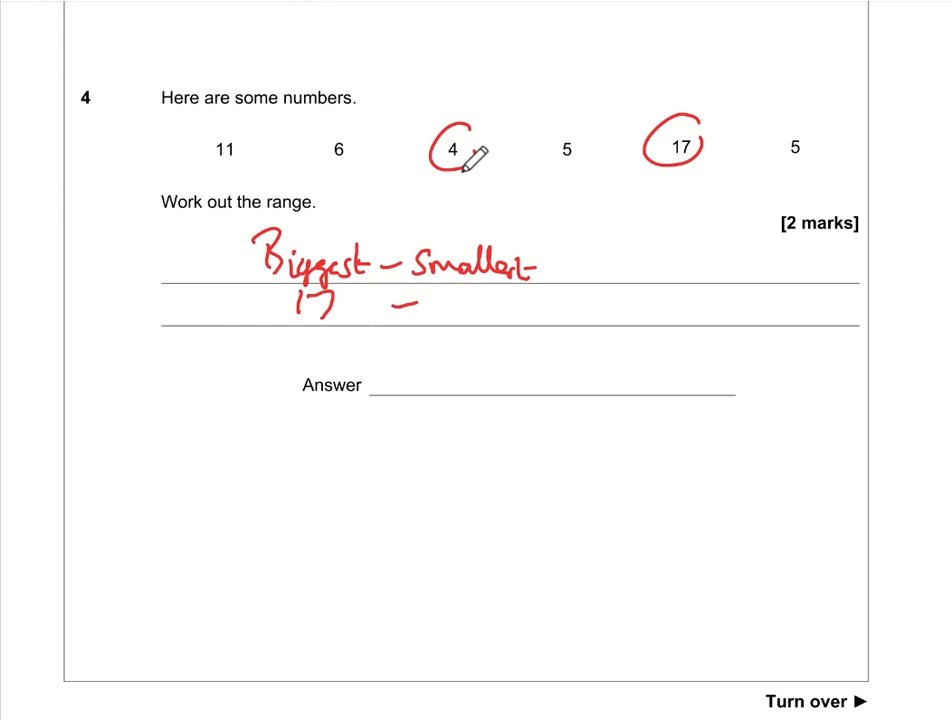 4 Here are some numbers.
11 6 4 5 17 5
Work out the range.
[2 marks]
Biggest - Smallest
17 -
Answer
Turn over ►